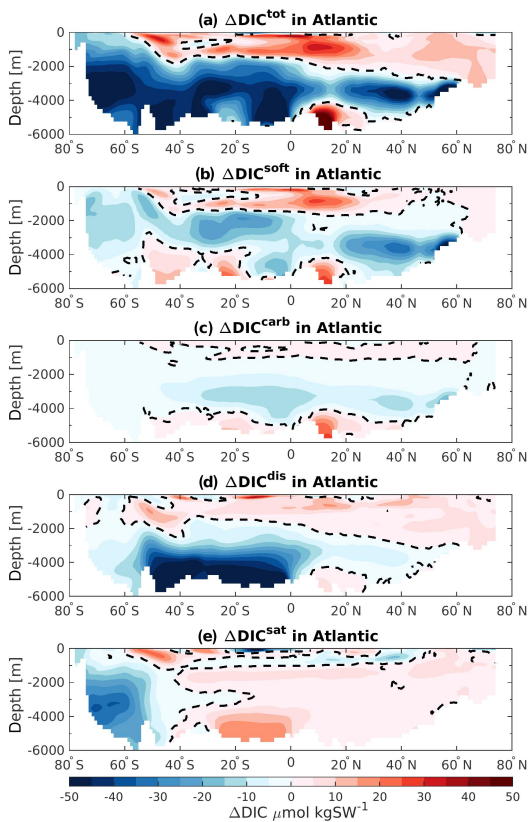 (a) ΔDIC^tot in Atlantic
Depth [m]
0
-2000
-4000
-6000
80°S 60°S 40°S 20°S 0 20°N 40°N 60°N 80°N
(b) ΔDIC^soft in Atlantic
Depth [m]
0
-2000
-4000
-6000
80°S 60°S 40°S 20°S 0 20°N 40°N 60°N 80°N
(c) ΔDIC^carb in Atlantic
Depth [m]
0
-2000
-4000
-6000
80°S 60°S 40°S 20°S 0 20°N 40°N 60°N 80°N
(d) ΔDIC^dis in Atlantic
Depth [m]
0
-2000
-4000
-6000
80°S 60°S 40°S 20°S 0 20°N 40°N 60°N 80°N
(e) ΔDIC^sat in Atlantic
Depth [m]
0
-2000
-4000
-6000
80°S 60°S 40°S 20°S 0 20°N 40°N 60°N 80°N
-50 -40 -30 -20 -10 0 10 20 30 40 50
ΔDIC μmol kgSW^-1